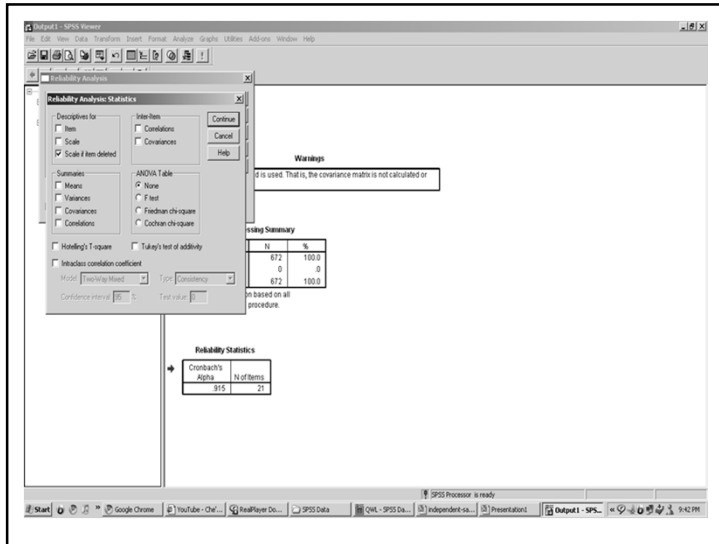 Output1 - SPSS Viewer
File Edit View Data Transform Insert Format Analyze Graphs Utilities Add-ons Window Help
Reliability Analysis
Reliability Analysis: Statistics
Descriptives for
Item
Scale
Scale if item deleted
Inter-Item
Correlations
Covariances
Continue
Cancel
Help
Summaries
Means
Variances
Covariances
Correlations
ANOVA Table
None
F test
Friedman chi-square
Cochran chi-square
Hotelling's T-square
Tukey's test of additivity
Intraclass correlation coefficient
Model: Two-Way Mixed
Type: Consistency
Confidence interval: 95 %
Test value: 0
Warnings
d is used. That is, the covariance matrix is not calculated or
essing Summary
N %
672 100.0
0 .0
672 100.0
on based on all
procedure.
Reliability Statistics
Cronbach's Alpha N of Items
.915 21
SPSS Processor is ready
Start
Google Chrome
YouTube - Che'...
RealPlayer Do...
SPSS Data
QWL - SPSS Da...
independent-sa...
Presentation1
Output1 - SPS...
9:42 PM